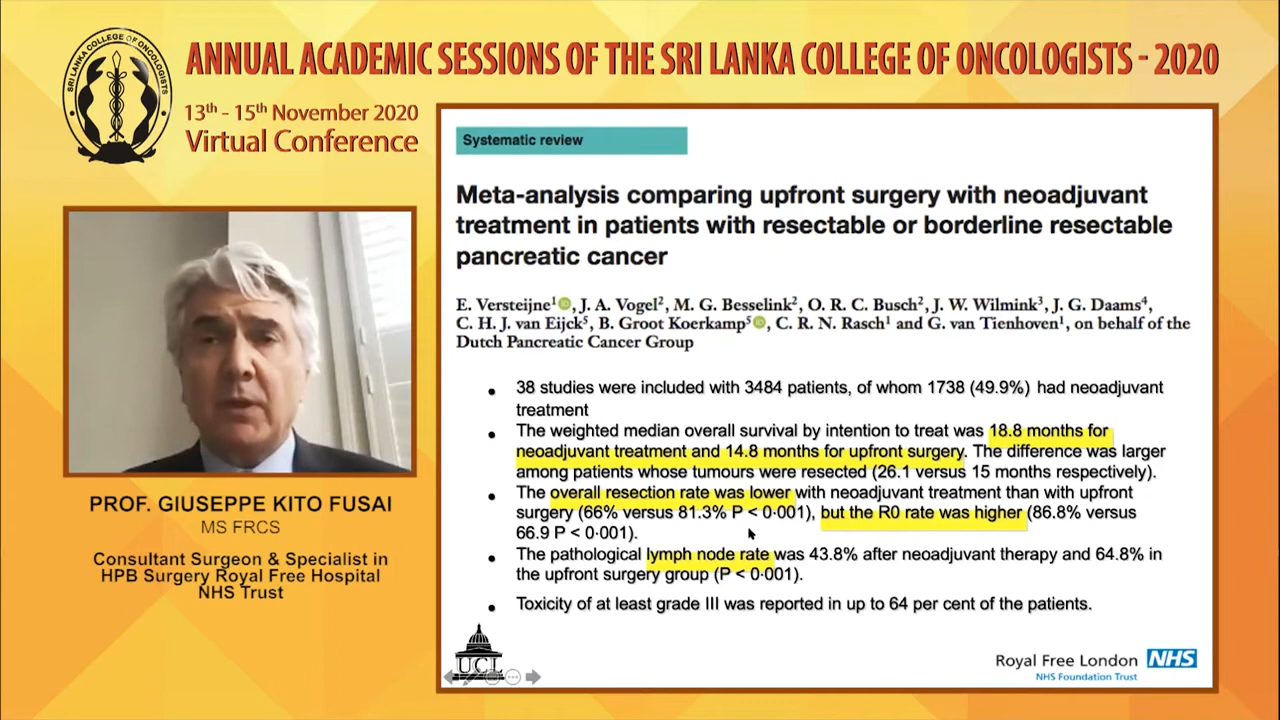 SRI LANKA COLLEGE OF ONCOLOGISTS
ANNUAL ACADEMIC SESSIONS OF THE SRI LANKA COLLEGE OF ONCOLOGISTS - 2020
13th - 15th November 2020
Virtual Conference
PROF. GIUSEPPE KITO FUSAI
MS FRCS
Consultant Surgeon & Specialist in
HPB Surgery Royal Free Hospital
NHS Trust
Systematic review
Meta-analysis comparing upfront surgery with neoadjuvant
treatment in patients with resectable or borderline resectable
pancreatic cancer
E. Versteijne1, J. A. Vogel2, M. G. Besselink2, O. R. C. Busch2, J. W. Wilmink3, J. G. Daams4,
C. H. J. van Eijck5, B. Groot Koerkamp5, C. R. N. Rasch1 and G. van Tienhoven1, on behalf of the
Dutch Pancreatic Cancer Group
• 38 studies were included with 3484 patients, of whom 1738 (49.9%) had neoadjuvant
treatment
• The weighted median overall survival by intention to treat was 18.8 months for
neoadjuvant treatment and 14.8 months for upfront surgery. The difference was larger
among patients whose tumours were resected (26.1 versus 15 months respectively).
• The overall resection rate was lower with neoadjuvant treatment than with upfront
surgery (66% versus 81.3% P < 0·001), but the R0 rate was higher (86.8% versus
66.9 P < 0·001).
• The pathological lymph node rate was 43.8% after neoadjuvant therapy and 64.8% in
the upfront surgery group (P < 0·001).
• Toxicity of at least grade III was reported in up to 64 per cent of the patients.
UCL
Royal Free London NHS
NHS Foundation Trust